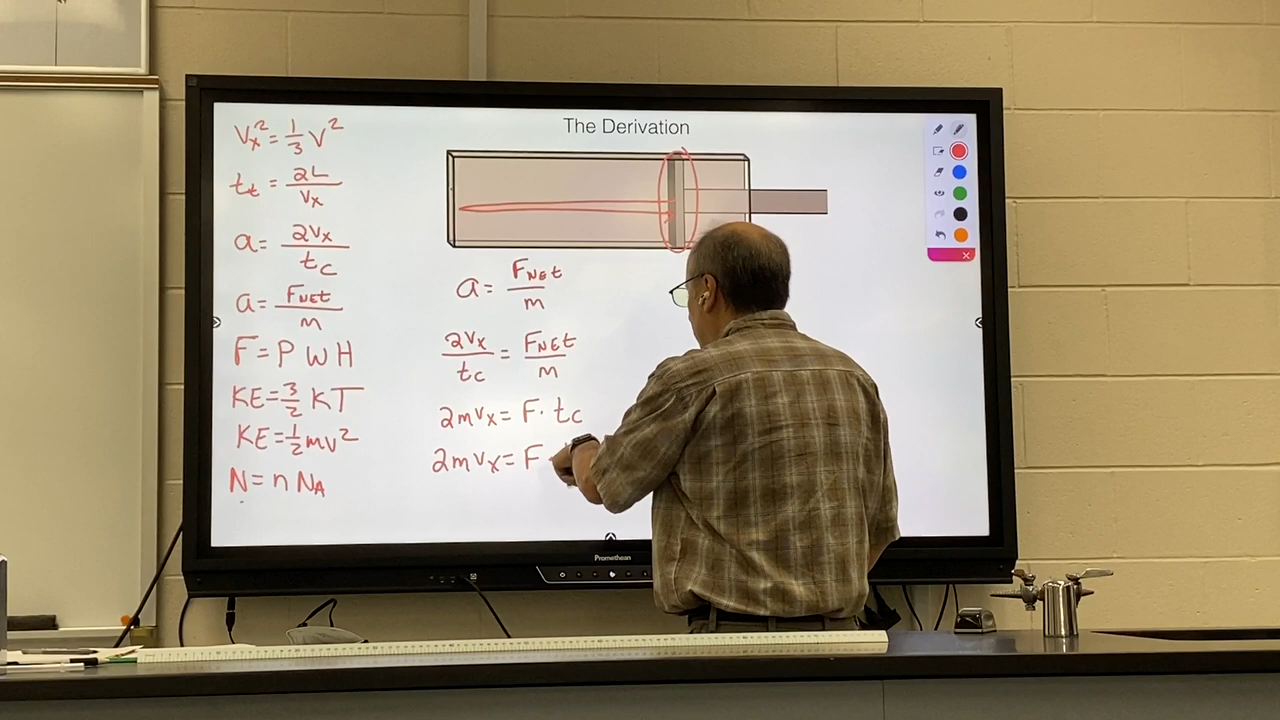 The Derivation
Vx² = 1/3 V²
tt = 2L/Vx
a = 2Vx/tc
a = FNET/m
F = P W H
KE = 3/2 KT
KE = 1/2 mv²
N = n NA
a = FNEt/m
2Vx/tc = FNEt/m
2mVx = F · tc
2mVx = F
Promethean